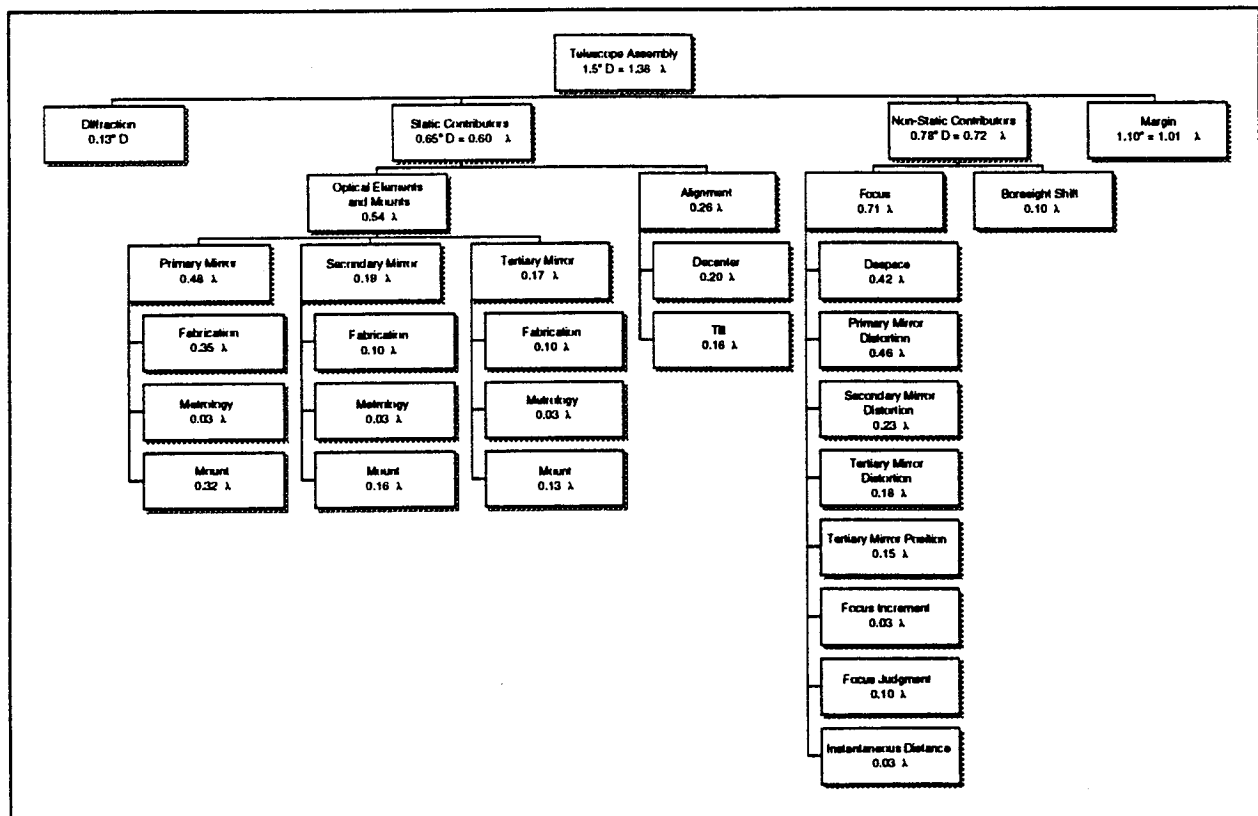 Telescope Assembly
1.5" D = 1.38 λ
Diffraction
0.13" D
Static Contributors
0.65" D = 0.60 λ
Non-Static Contributors
0.78" D = 0.72 λ
Margin
1.10" = 1.01 λ
Optical Elements
and Mounts
0.54 λ
Alignment
0.26 λ
Focus
0.71 λ
Boresight Shift
0.10 λ
Primary Mirror
0.48 λ
Secondary Mirror
0.19 λ
Tertiary Mirror
0.17 λ
Decenter
0.20 λ
Despace
0.42 λ
Fabrication
0.35 λ
Fabrication
0.10 λ
Fabrication
0.10 λ
Tilt
0.16 λ
Primary Mirror
Distortion
0.46 λ
Metrology
0.03 λ
Metrology
0.03 λ
Metrology
0.03 λ
Secondary Mirror
Distortion
0.23 λ
Mount
0.32 λ
Mount
0.16 λ
Mount
0.13 λ
Tertiary Mirror
Distortion
0.18 λ
Tertiary Mirror Position
0.15 λ
Focus Increment
0.03 λ
Focus Judgment
0.10 λ
Instantaneous Distance
0.03 λ